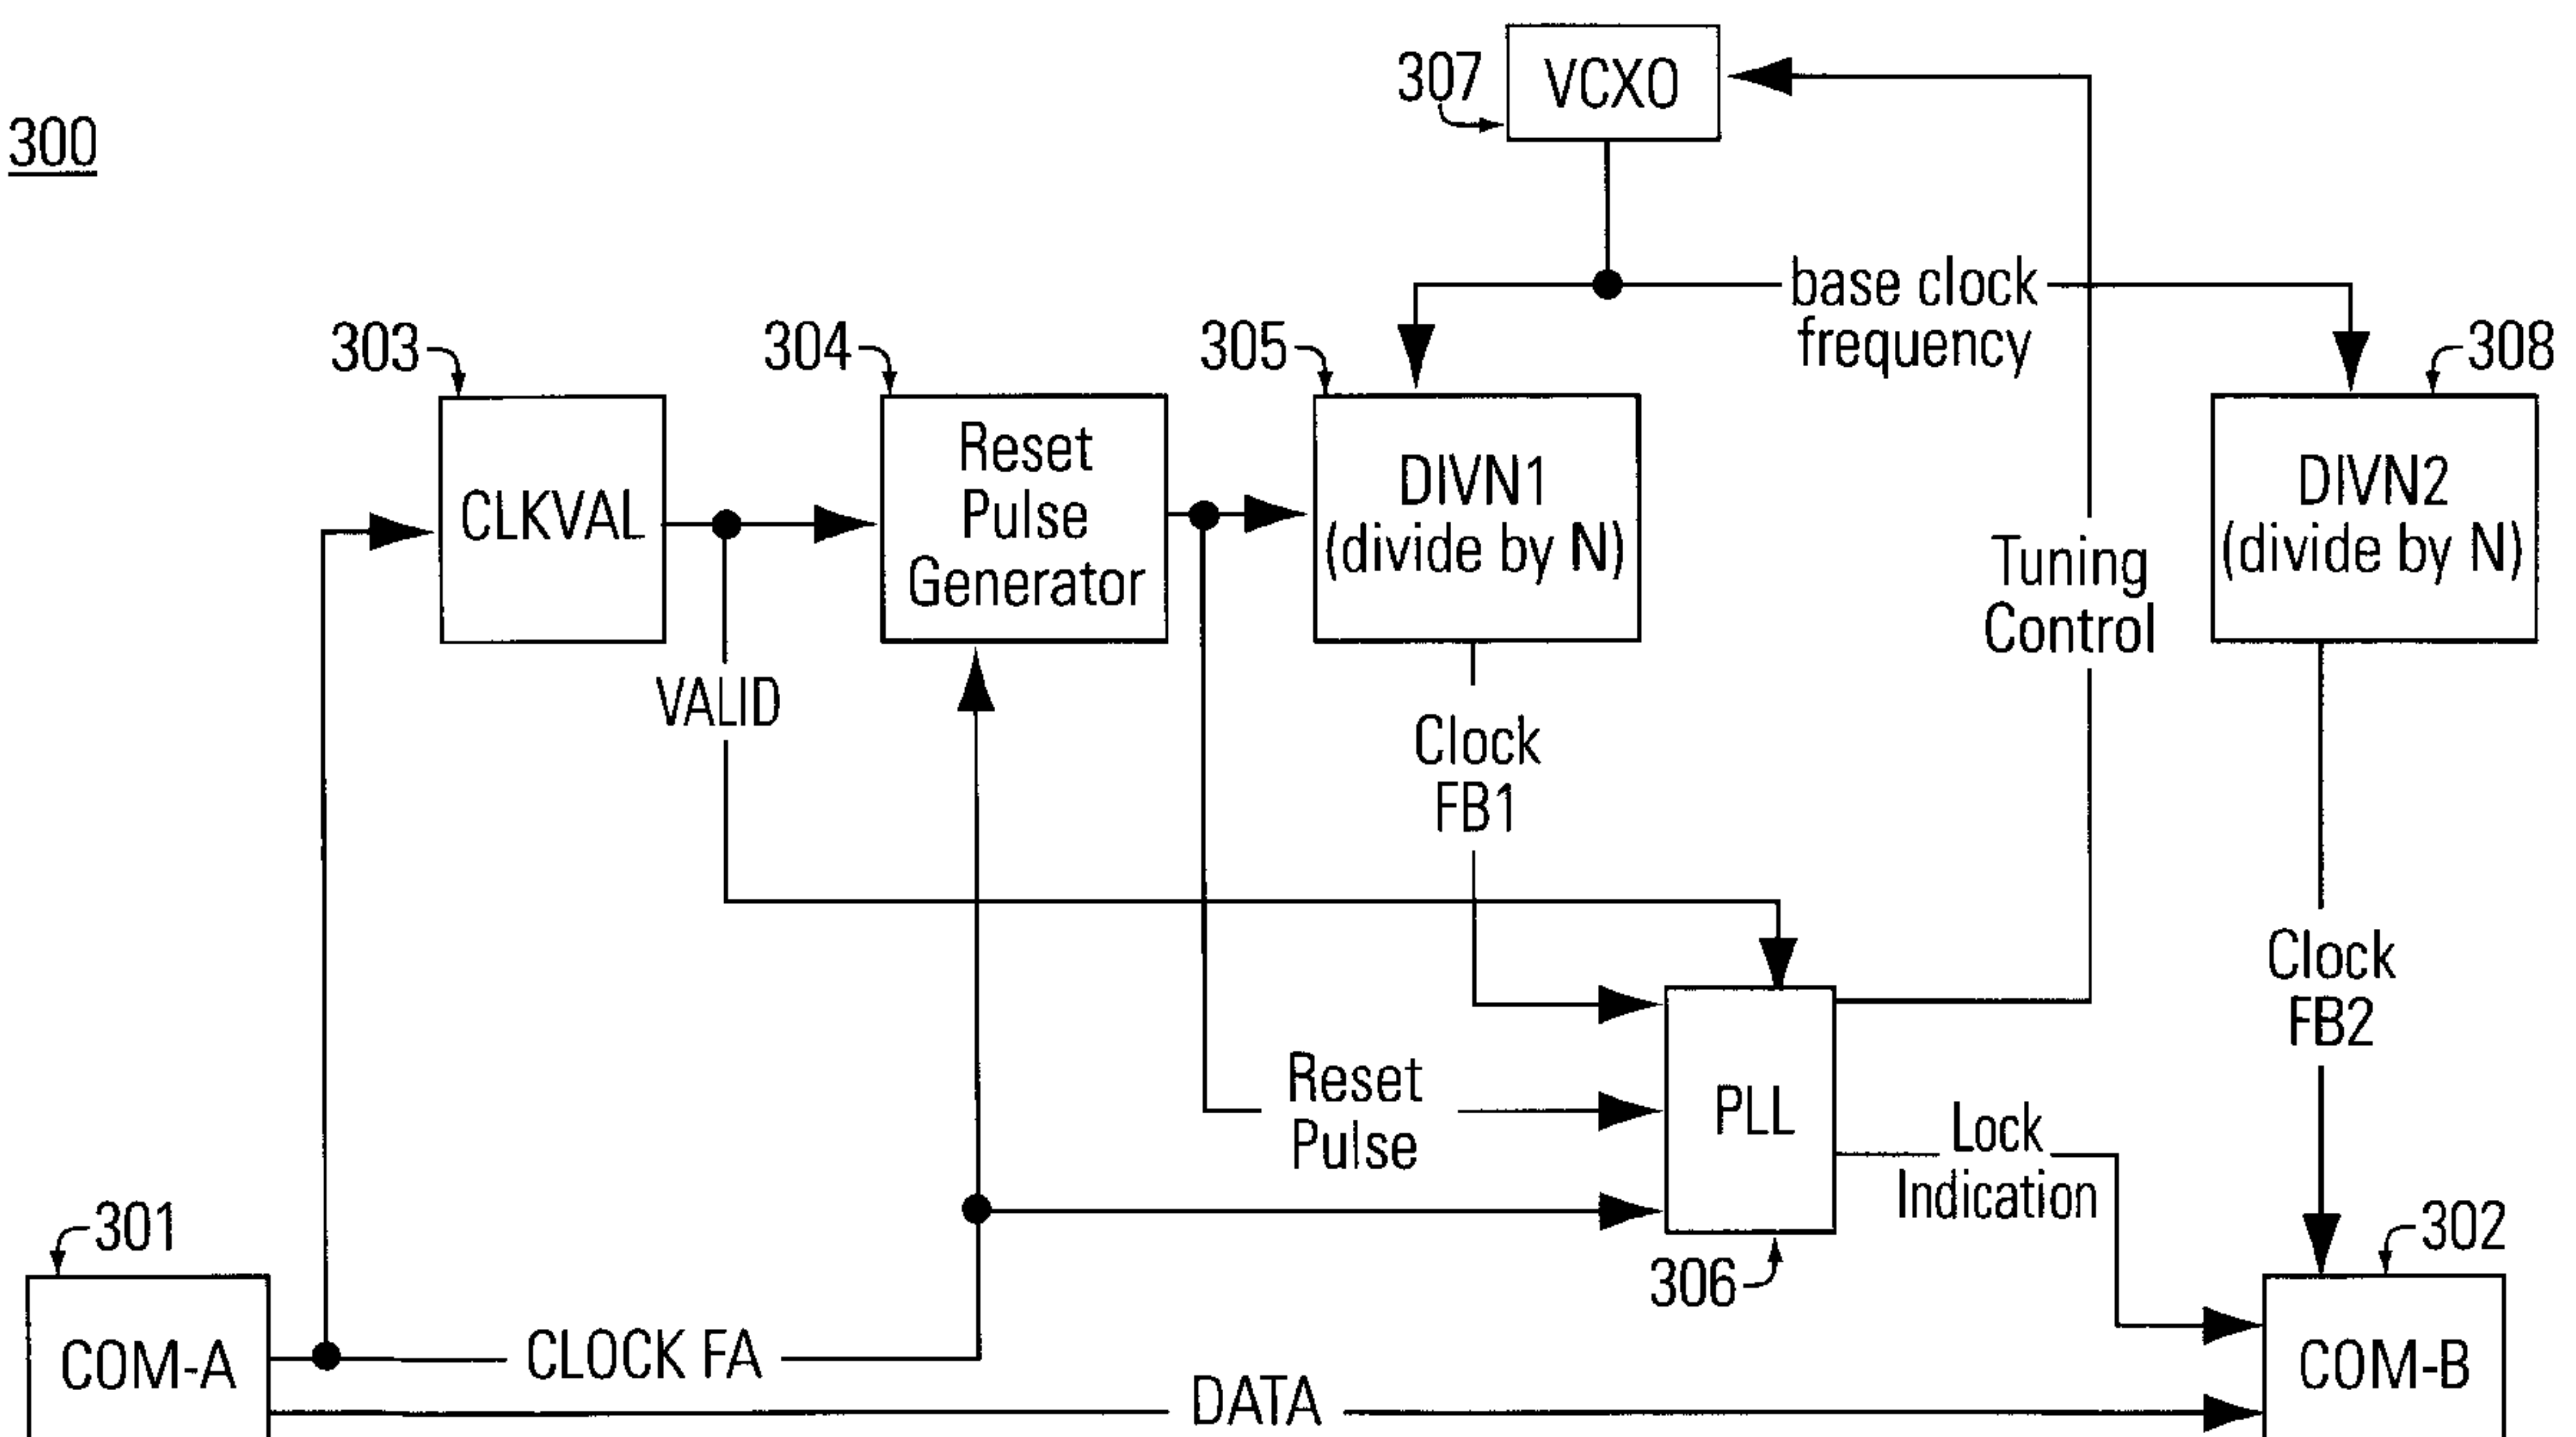 300
307
VCXO
base clock
frequency
303
304
305
308
CLKVAL
Reset
Pulse
Generator
DIVN1
(divide by N)
DIVN2
(divide by N)
Tuning
Control
VALID
Clock
FB1
Clock
FB2
Reset
Pulse
PLL
Lock
Indication
306
301
302
COM-A
CLOCK FA
COM-B
DATA